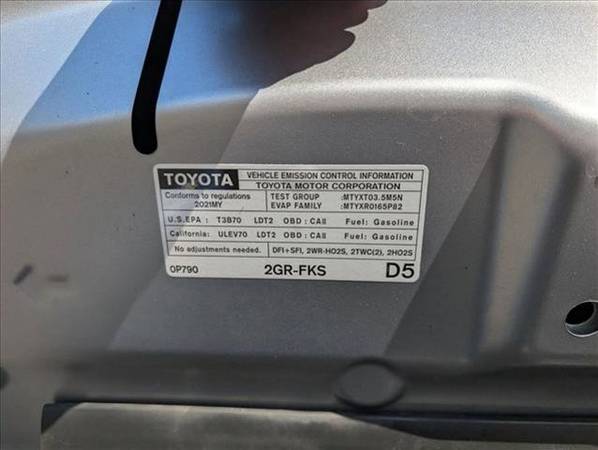 TOYOTA VEHICLE EMISSION CONTROL INFORMATION
TOYOTA MOTOR CORPORATION
Conforms to regulations
2021MY
TEST GROUP :MTYXT03.5M5N
EVAP FAMILY :MTYXR0165P82
U.S.EPA : T3B70 LDT2 OBD : CAII Fuel: Gasoline
California: ULEV70 LDT2 OBD : CAII Fuel: Gasoline
No adjustments needed. DFI+SFI, 2WR-HO2S, 2TWC(2), 2HO2S
0P790 2GR-FKS D5